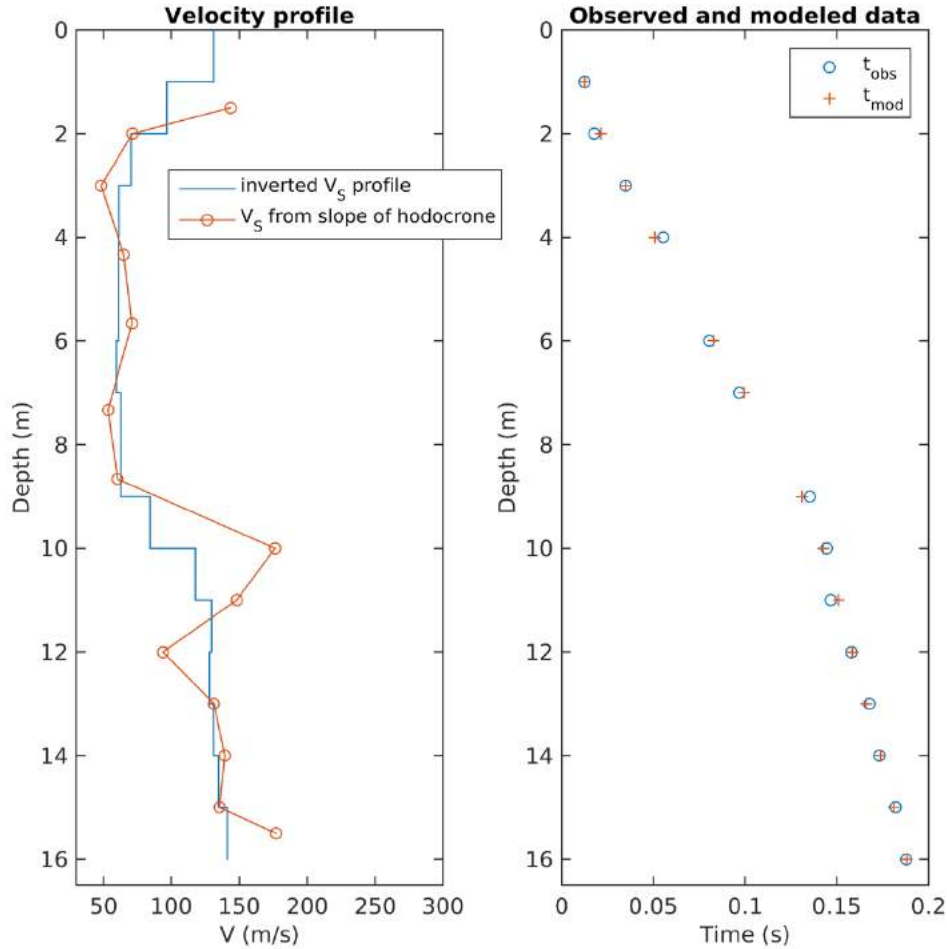 Velocity profile
0
2
4
6
8
10
12
14
16
Depth (m)
inverted V_S profile
V_S from slope of hodocrone
50 100 150 200 250 300
V (m/s)
Observed and modeled data
0
2
4
6
8
10
12
14
16
Depth (m)
t_obs
t_mod
0 0.05 0.1 0.15 0.2
Time (s)